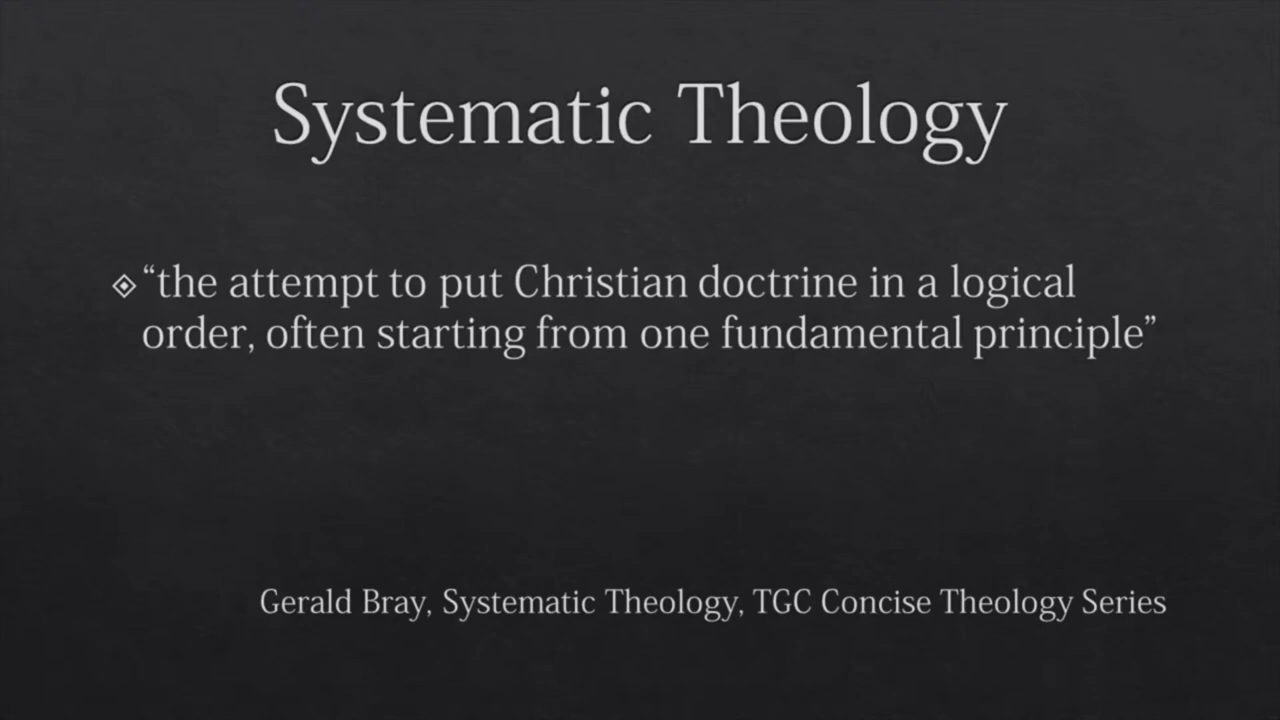 Systematic Theology
“the attempt to put Christian doctrine in a logical
order, often starting from one fundamental principle”
Gerald Bray, Systematic Theology, TGC Concise Theology Series